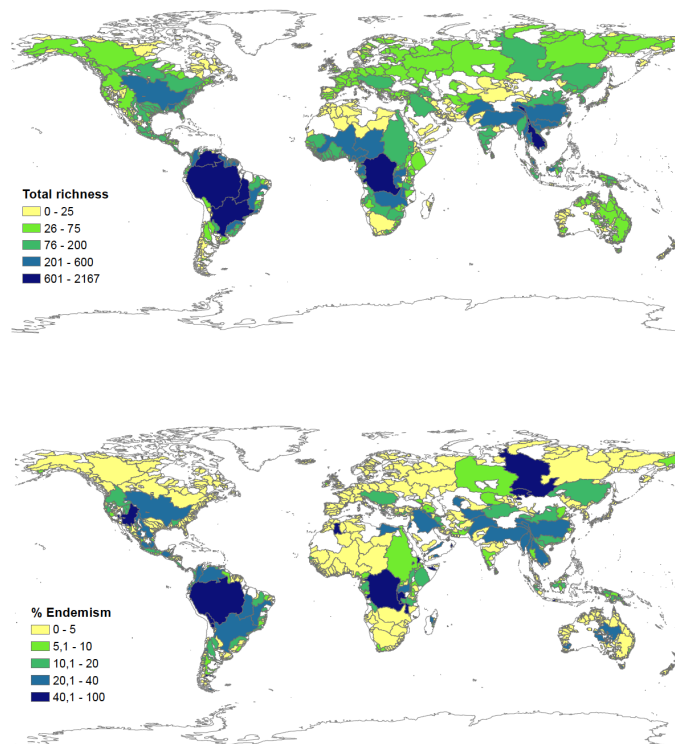 Total richness
0 - 25
26 - 75
76 - 200
201 - 600
601 - 2167
% Endemism
0 - 5
5,1 - 10
10,1 - 20
20,1 - 40
40,1 - 100